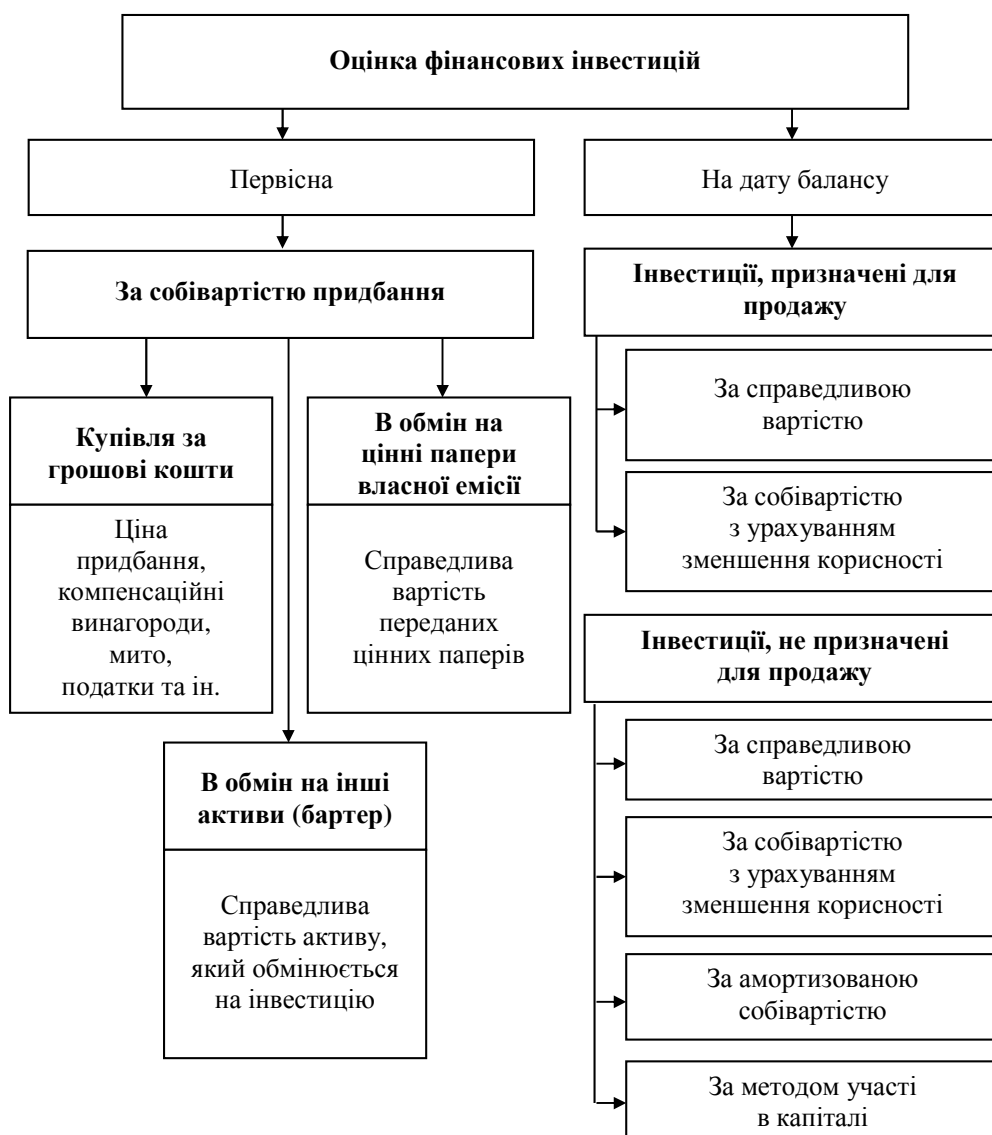 Оцінка фінансових інвестицій
Первісна
За собівартістю придбання
Купівля за
грошові кошти
Ціна
придбання,
компенсаційні
винагороди,
мито,
податки та ін.
В обмін на
цінні папери
власної емісії
Справедлива
вартість
переданих
цінних паперів
В обмін на інші
активи (бартер)
Справедлива
вартість активу,
який обмінюється
на інвестицію
На дату балансу
Інвестиції, призначені для
продажу
За справедливою
вартістю
За собівартістю
з урахуванням
зменшення корисності
Інвестиції, не призначені
для продажу
За справедливою
вартістю
За собівартістю
з урахуванням
зменшення корисності
За амортизованою
собівартістю
За методом участі
в капіталі